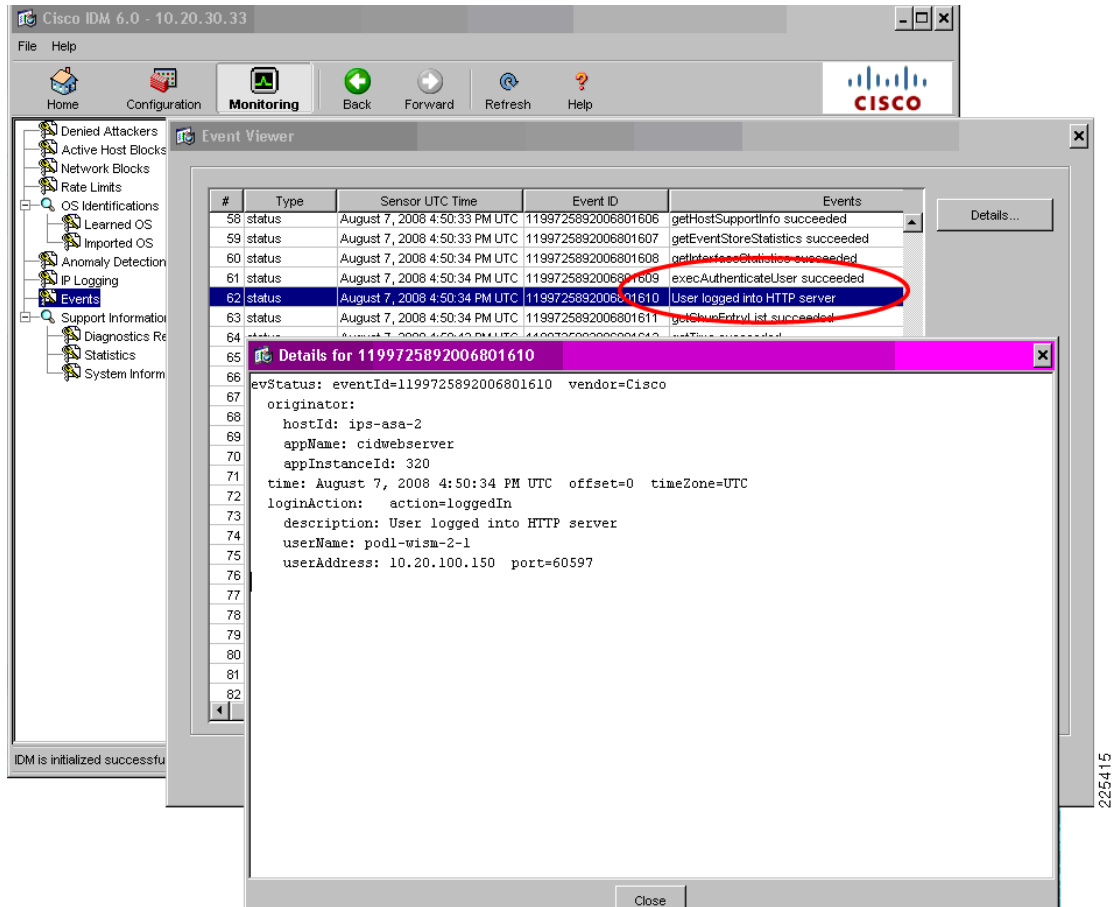 Cisco IDM 6.0 - 10.20.30.33
File Help
Home Configuration Monitoring Back Forward Refresh Help
CISCO
Denied Attackers
Active Host Blocks
Network Blocks
Rate Limits
OS Identifications
Learned OS
Imported OS
Anomaly Detection
IP Logging
Events
Support Information
Diagnostics Re
Statistics
System Inform
IDM is initialized successfu
Event Viewer
# Type Sensor UTC Time Event ID Events
58 status August 7, 2008 4:50:33 PM UTC 1199725892006801606 getHostSupportInfo succeeded
59 status August 7, 2008 4:50:33 PM UTC 1199725892006801607 getEventStoreStatistics succeeded
60 status August 7, 2008 4:50:34 PM UTC 1199725892006801608 getInterfaceStatistics succeeded
61 status August 7, 2008 4:50:34 PM UTC 1199725892006801609 execAuthenticateUser succeeded
62 status August 7, 2008 4:50:34 PM UTC 1199725892006801610 User logged into HTTP server
63 status August 7, 2008 4:50:34 PM UTC 1199725892006801611 getShunEntryList succeeded
64
65
66
67
68
69
70
71
72
73
74
75
76
77
78
79
80
81
82
Details...
Details for 1199725892006801610
evStatus: eventId=1199725892006801610 vendor=Cisco
originator:
hostId: ips-asa-2
appName: cidwebserver
appInstanceId: 320
time: August 7, 2008 4:50:34 PM UTC offset=0 timeZone=UTC
loginAction: action=loggedIn
description: User logged into HTTP server
userName: pod1-wism-2-1
userAddress: 10.20.100.150 port=60597
Close
225415